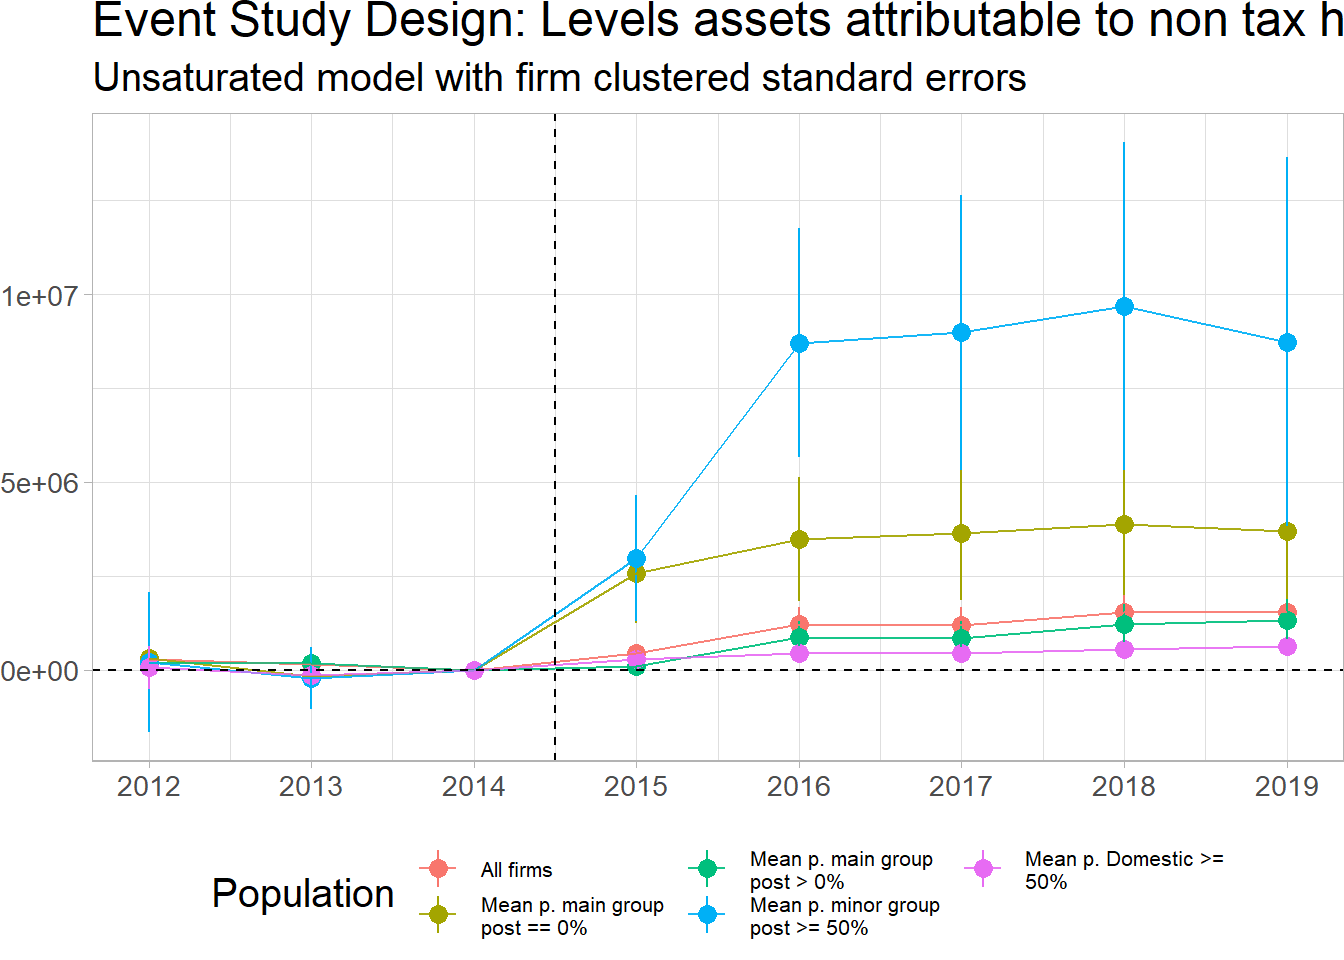 Event Study Design: Levels assets attributable to non tax h
Unsaturated model with firm clustered standard errors
1e+07
5e+06
0e+00
2012 2013 2014 2015 2016 2017 2018 2019
Population
All firms
Mean p. main group
post == 0%
Mean p. main group
post > 0%
Mean p. minor group
post >= 50%
Mean p. Domestic >=
50%